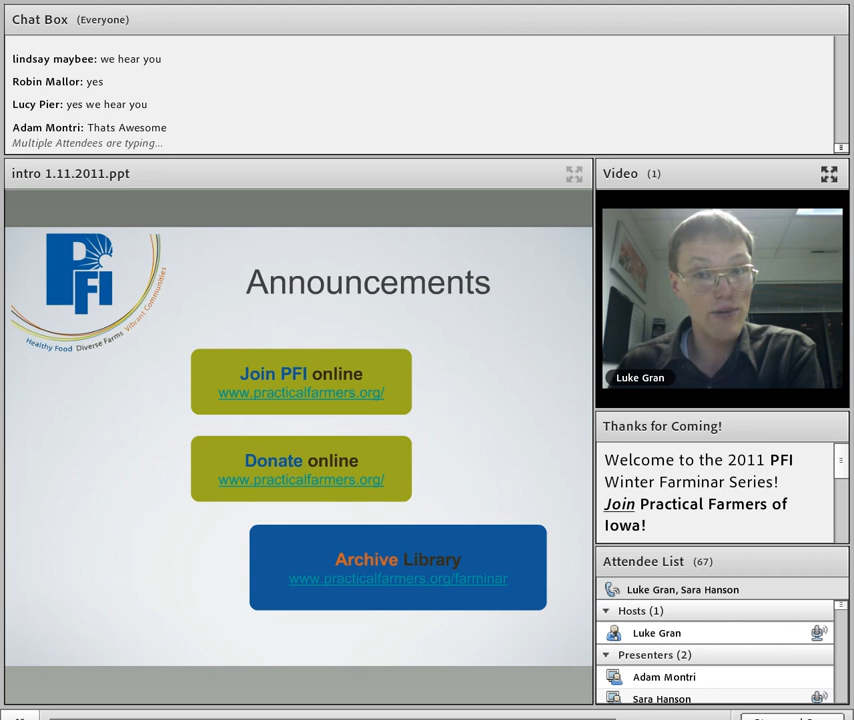 Chat Box (Everyone)
lindsay maybee: we hear you
Robin Mallor: yes
Lucy Pier: yes we hear you
Adam Montri: Thats Awesome
Multiple Attendees are typing...
intro 1.11.2011.ppt
PFI
Healthy Food Diverse Farms Vibrant Communities
Announcements
Join PFI online
www.practicalfarmers.org/
Donate online
www.practicalfarmers.org/
Archive Library
www.practicalfarmers.org/farminar
Video (1)
Luke Gran
Thanks for Coming!
Welcome to the 2011 PFI
Winter Farminar Series!
Join Practical Farmers of
Iowa!
Attendee List (67)
Luke Gran, Sara Hanson
Hosts (1)
Luke Gran
Presenters (2)
Adam Montri
Sara Hanson